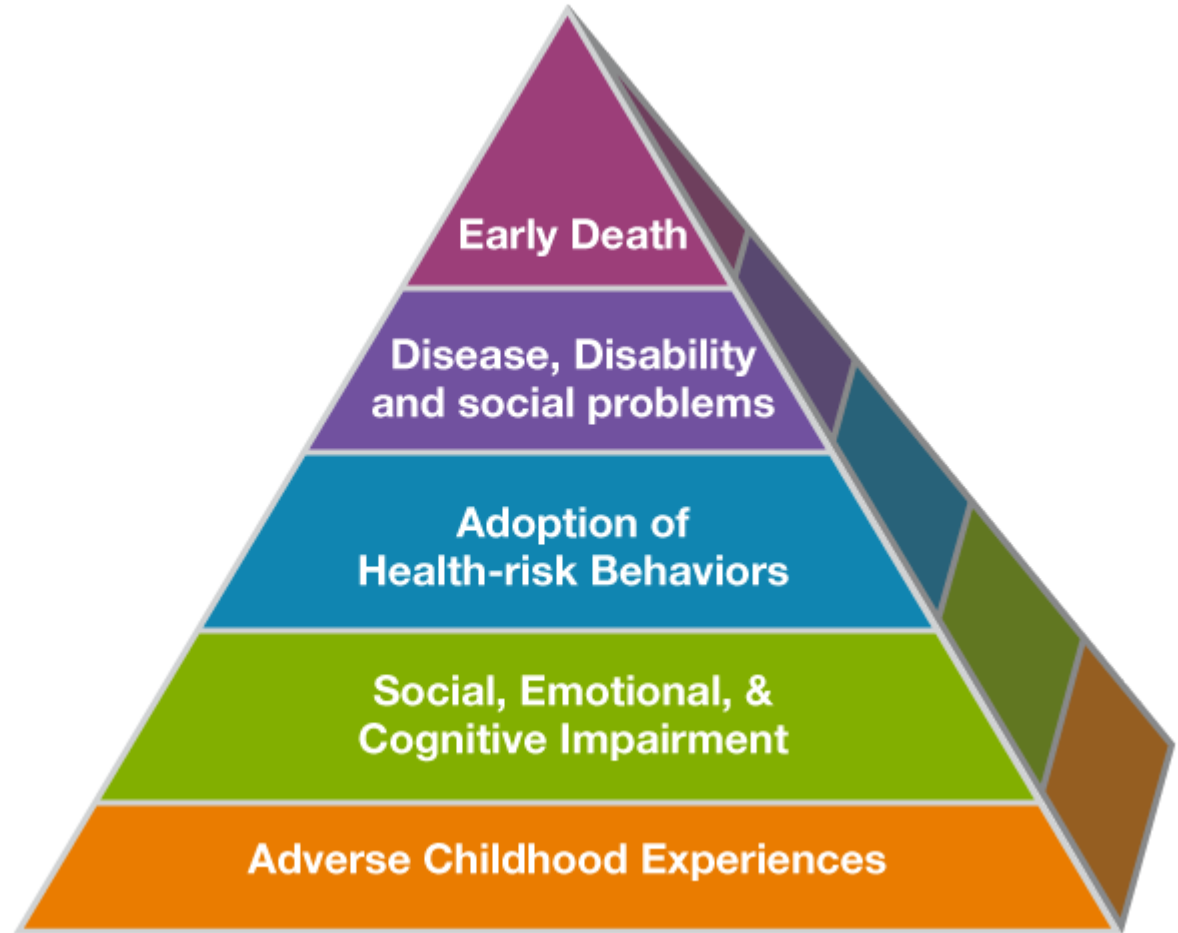 Early Death
Disease, Disability
and social problems
Adoption of
Health-risk Behaviors
Social, Emotional, &
Cognitive Impairment
Adverse Childhood Experiences